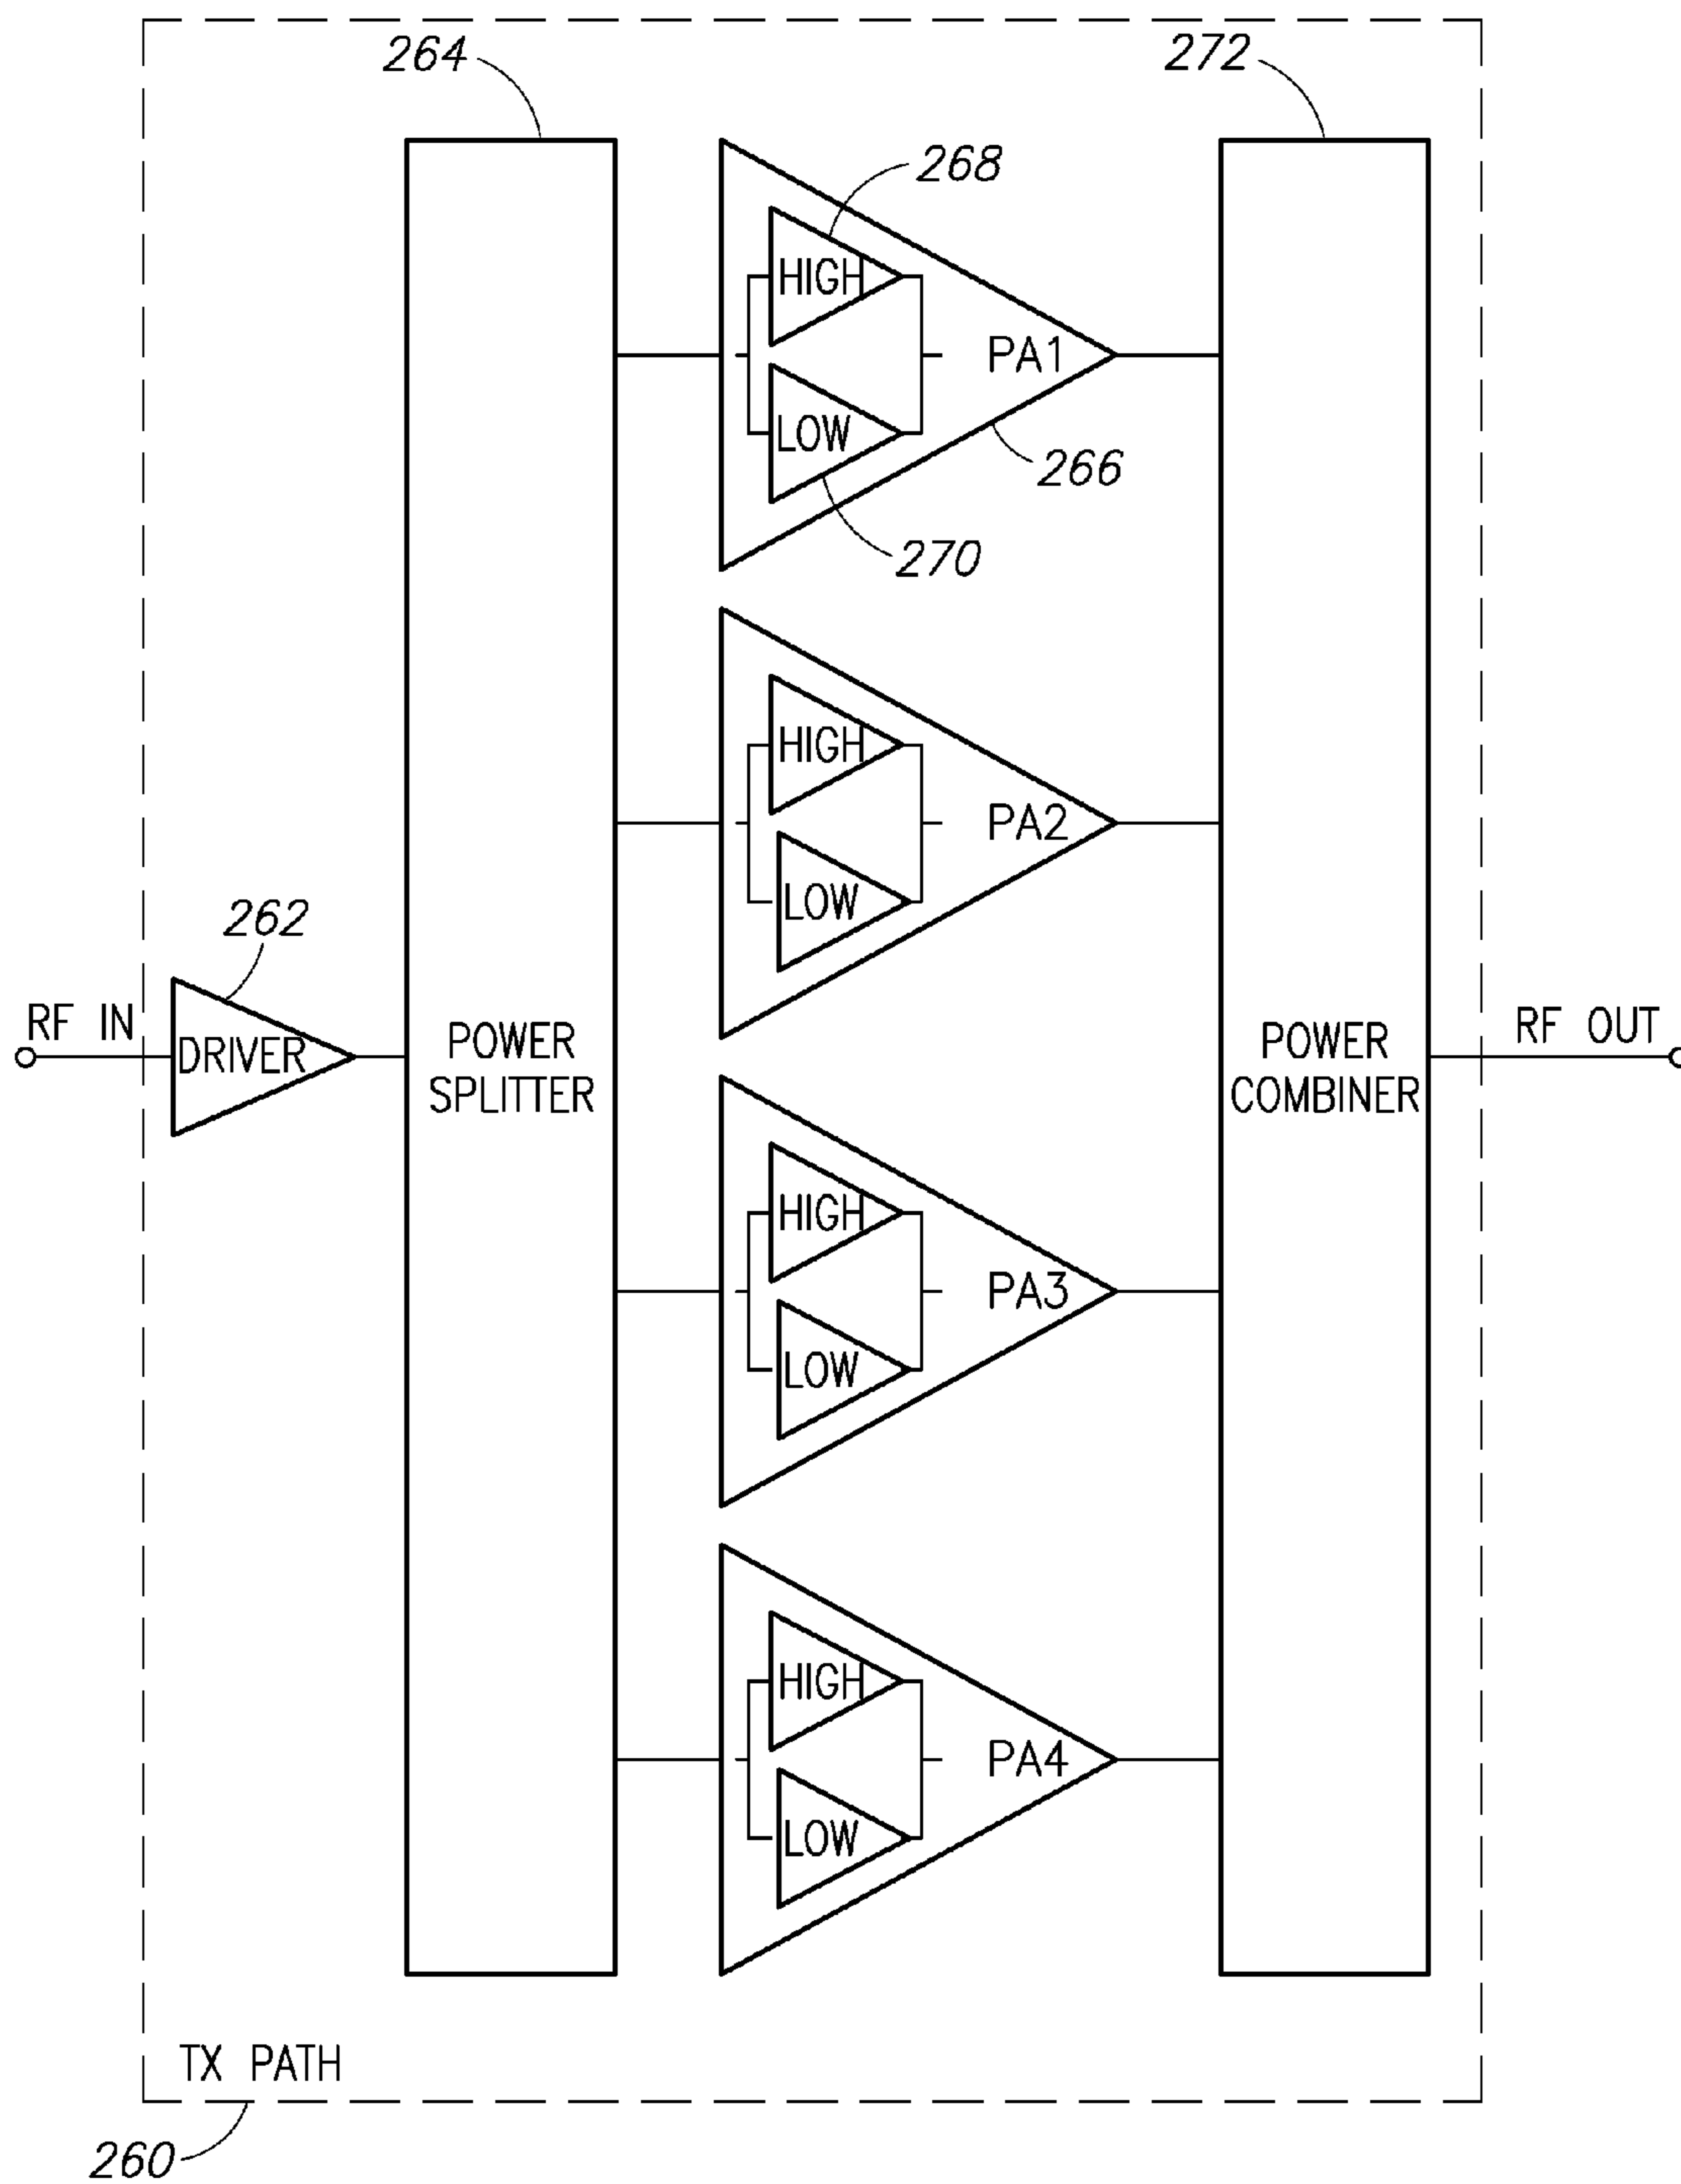 264
272
268
HIGH
PA1
LOW
266
270
HIGH
PA2
LOW
262
RF IN
DRIVER
POWER
SPLITTER
POWER
COMBINER
RF OUT
HIGH
PA3
LOW
HIGH
PA4
LOW
TX PATH
260